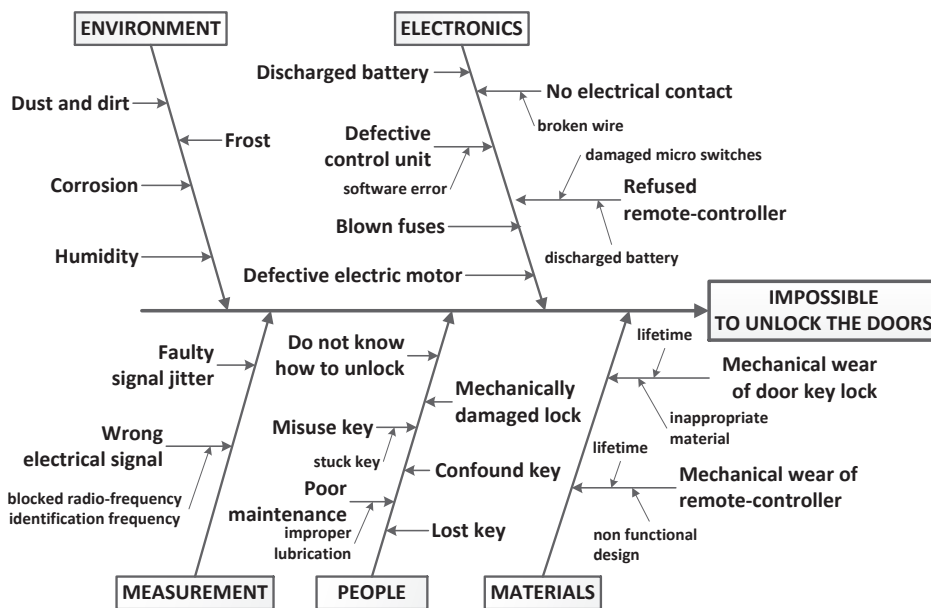 ENVIRONMENT
ELECTRONICS
Discharged battery
No electrical contact
Dust and dirt
broken wire
Frost
Defective
control unit
software error
damaged micro switches
Corrosion
Refused
remote-controller
Blown fuses
Humidity
discharged battery
Defective electric motor
IMPOSSIBLE
TO UNLOCK THE DOORS
Faulty
signal jitter
Do not know
how to unlock
lifetime
Mechanical wear
of door key lock
Mechanically
damaged lock
inappropriate
material
Wrong
electrical signal
Misuse key
stuck key
lifetime
blocked radio-frequency
identification frequency
Confound key
Mechanical wear of
remote-controller
Poor
maintenance
improper
lubrication
Lost key
non functional
design
MEASUREMENT
PEOPLE
MATERIALS